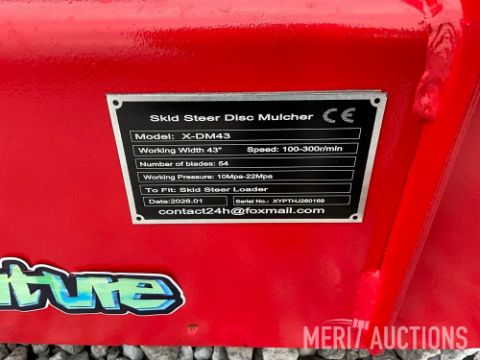 Skid Steer Disc Mulcher CE
Model: X-DM43
Working Width 43" Speed: 100-300r/min
Number of blades: 54
Working Pressure: 10Mpa-22Mpa
To Fit: Skid Steer Loader
Date:2026.01 Serial No.: XYPTHJ260169
contact24h@foxmail.com
ture
MERIT AUCTIONS